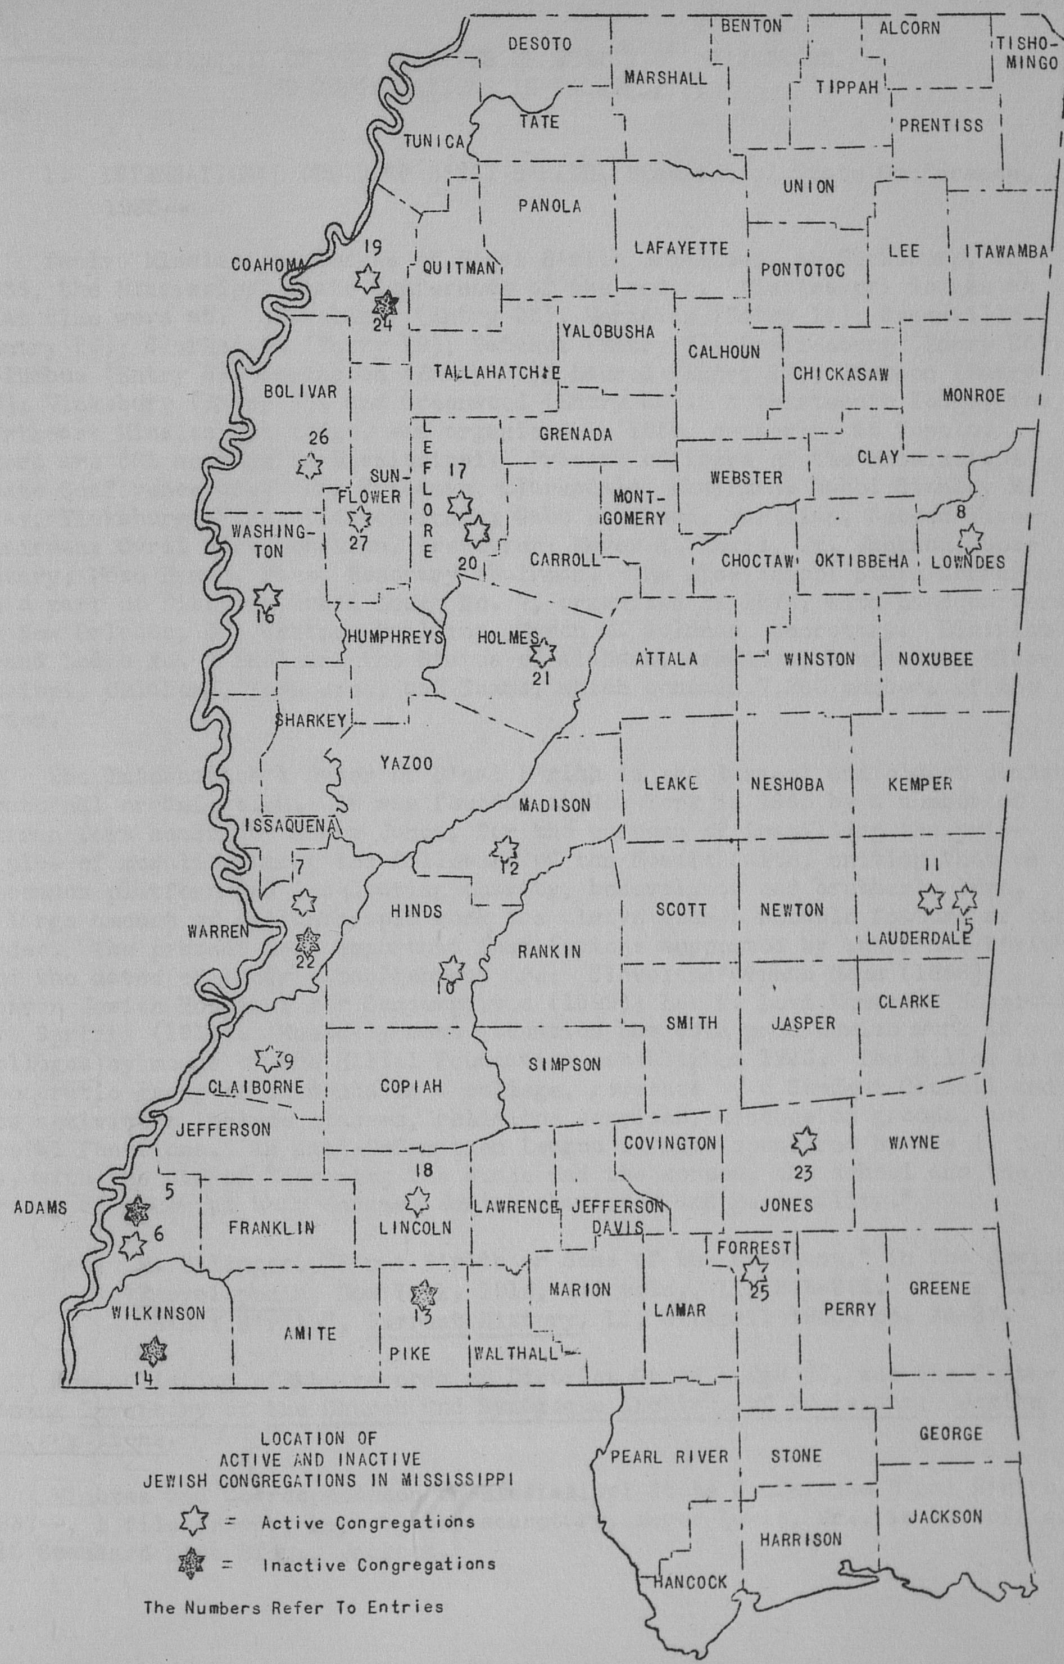 DESOTO
BENTON
ALCORN
TISHO-
MINGO
MARSHALL
TIPPAH
TATE
TUNICA
PRENTISS
UNION
PANOLA
LAFAYETTE
LEE
ITAWAMBA
19
COAHOMA
QUITMAN
PONTOTOC
24
YALOBUSHA
CALHOUN
TALLAHATCHIE
CHICKASAW
BOLIVAR
MONROE
LEFLORE
GRENADA
26
17
CLAY
SUN-
FLOWER
WEBSTER
MONT-
GOMERY
8
WASHING-
TON
27
20
CARROLL
CHOCTAW
OKTIBBEHA
LOWNDES
16
HUMPHREYS
HOLMES
21
ATTALA
WINSTON
NOXUBEE
SHARKEY
YAZOO
LEAKE
NESHOBA
KEMPER
MADISON
ISSAQUENA
12
7
11
HINDS
SCOTT
NEWTON
15
WARREN
22
LAUDERDALE
RANKIN
10
SMITH
JASPER
CLARKE
9
CLAIBORNE
COPIAH
SIMPSON
JEFFERSON
COVINGTON
23
WAYNE
18
5
ADAMS
6
FRANKLIN
LINCOLN
LAWRENCE
JEFFERSON
DAVIS
JONES
FORREST
25
WILKINSON
AMITE
13
PIKE
MARION
WALTHALL
LAMAR
PERRY
GREENE
14
LOCATION OF
ACTIVE AND INACTIVE
JEWISH CONGREGATIONS IN MISSISSIPPI
= Active Congregations
= Inactive Congregations
The Numbers Refer To Entries
PEARL RIVER
STONE
GEORGE
HARRISON
JACKSON
HANCOCK